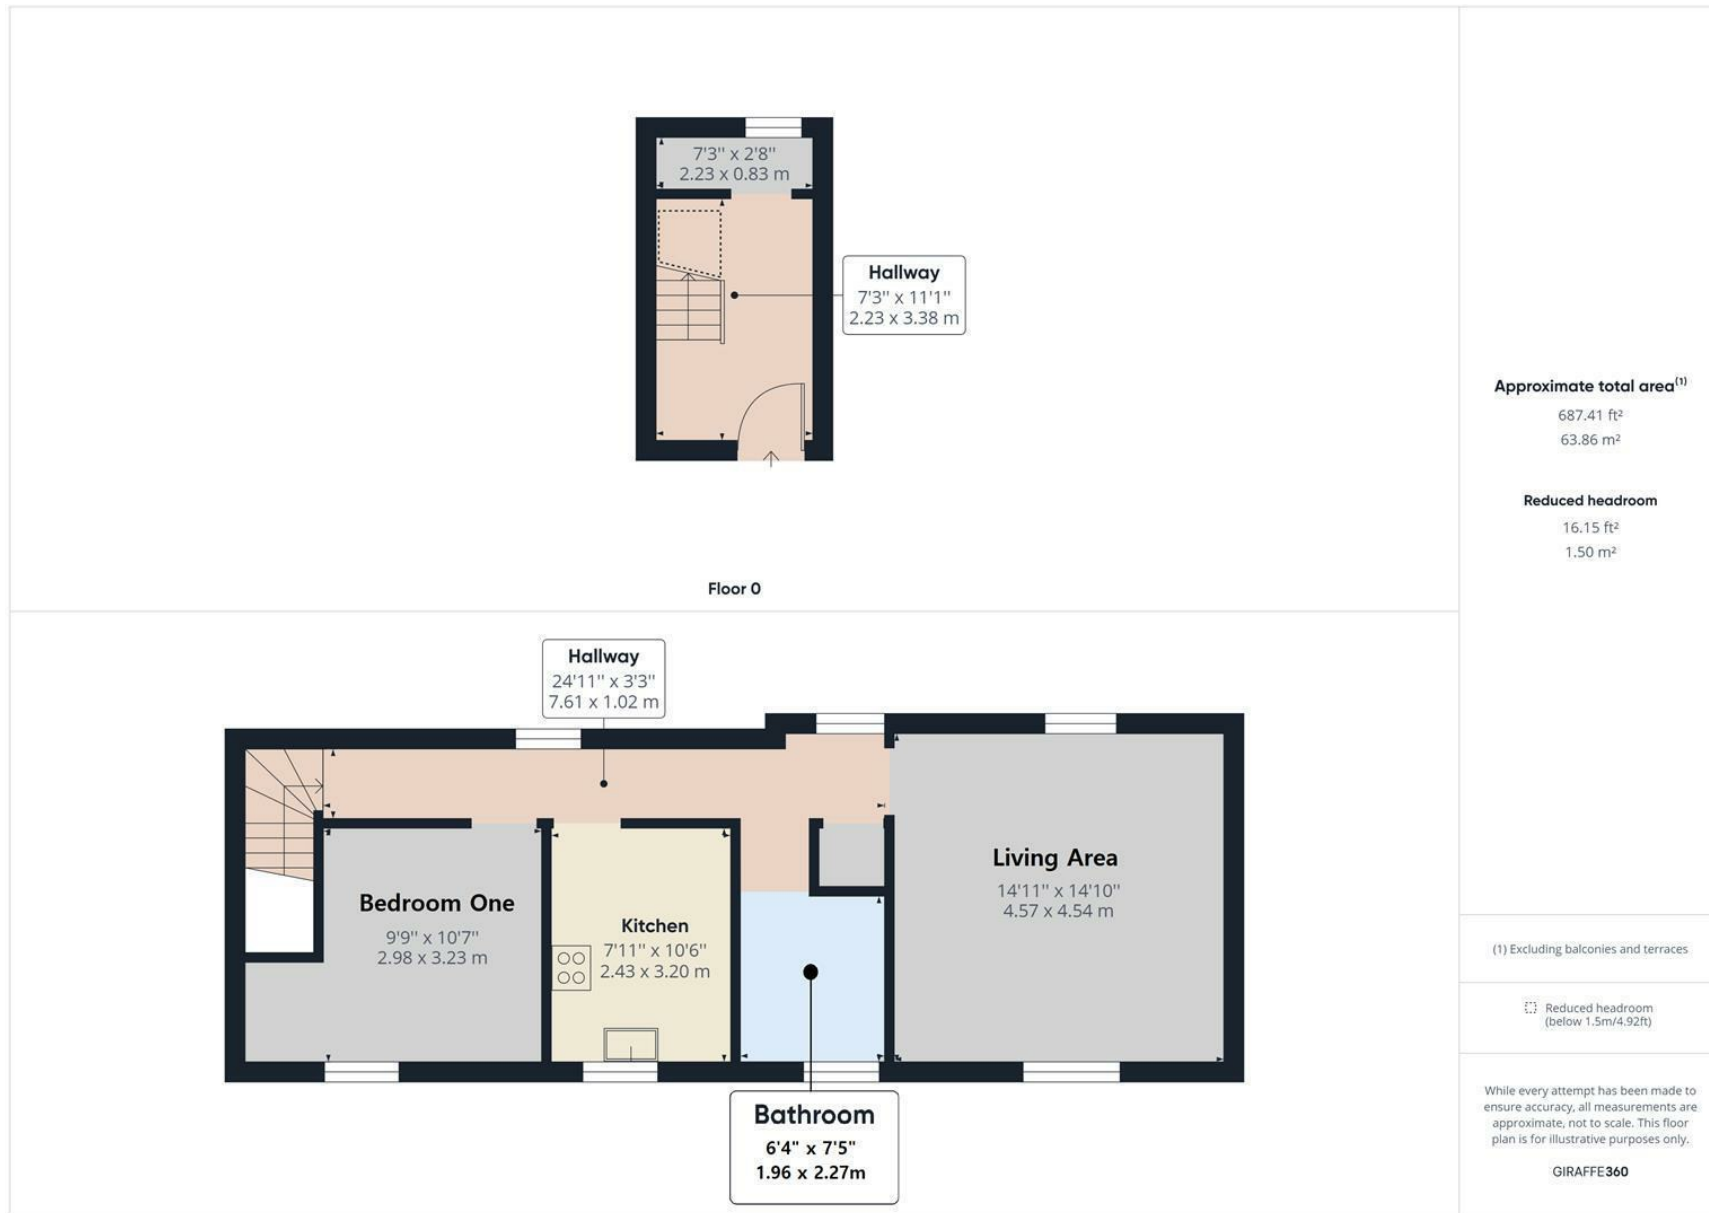 7'3'' x 2'8''
2.23 x 0.83 m
Hallway
7'3'' x 11'1''
2.23 x 3.38 m
Floor 0
Hallway
24'11'' x 3'3''
7.61 x 1.02 m
Bedroom One
9'9'' x 10'7''
2.98 x 3.23 m
Kitchen
7'11'' x 10'6''
2.43 x 3.20 m
Living Area
14'11'' x 14'10''
4.57 x 4.54 m
Bathroom
6'4" x 7'5"
1.96 x 2.27m
Approximate total area(1)
687.41 ft²
63.86 m²
Reduced headroom
16.15 ft²
1.50 m²
(1) Excluding balconies and terraces
Reduced headroom
(below 1.5m/4.92ft)
While every attempt has been made to
ensure accuracy, all measurements are
approximate, not to scale. This floor
plan is for illustrative purposes only.
GIRAFFE360